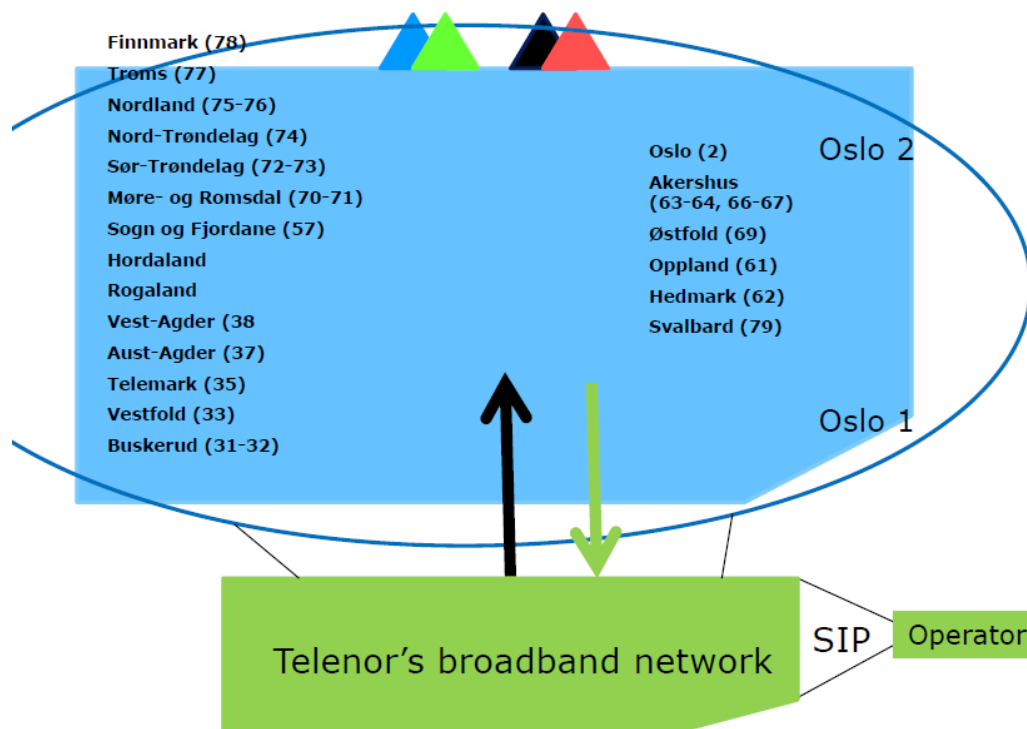 Finnmark (78)
Troms (77)
Nordland (75-76)
Nord-Trøndelag (74)
Sør-Trøndelag (72-73)
Møre- og Romsdal (70-71)
Sogn og Fjordane (57)
Hordaland
Rogaland
Vest-Agder (38
Aust-Agder (37)
Telemark (35)
Vestfold (33)
Buskerud (31-32)
Oslo (2)
Akershus
(63-64, 66-67)
Østfold (69)
Oppland (61)
Hedmark (62)
Svalbard (79)
Oslo 2
Oslo 1
Telenor’s broadband network
SIP
Operator